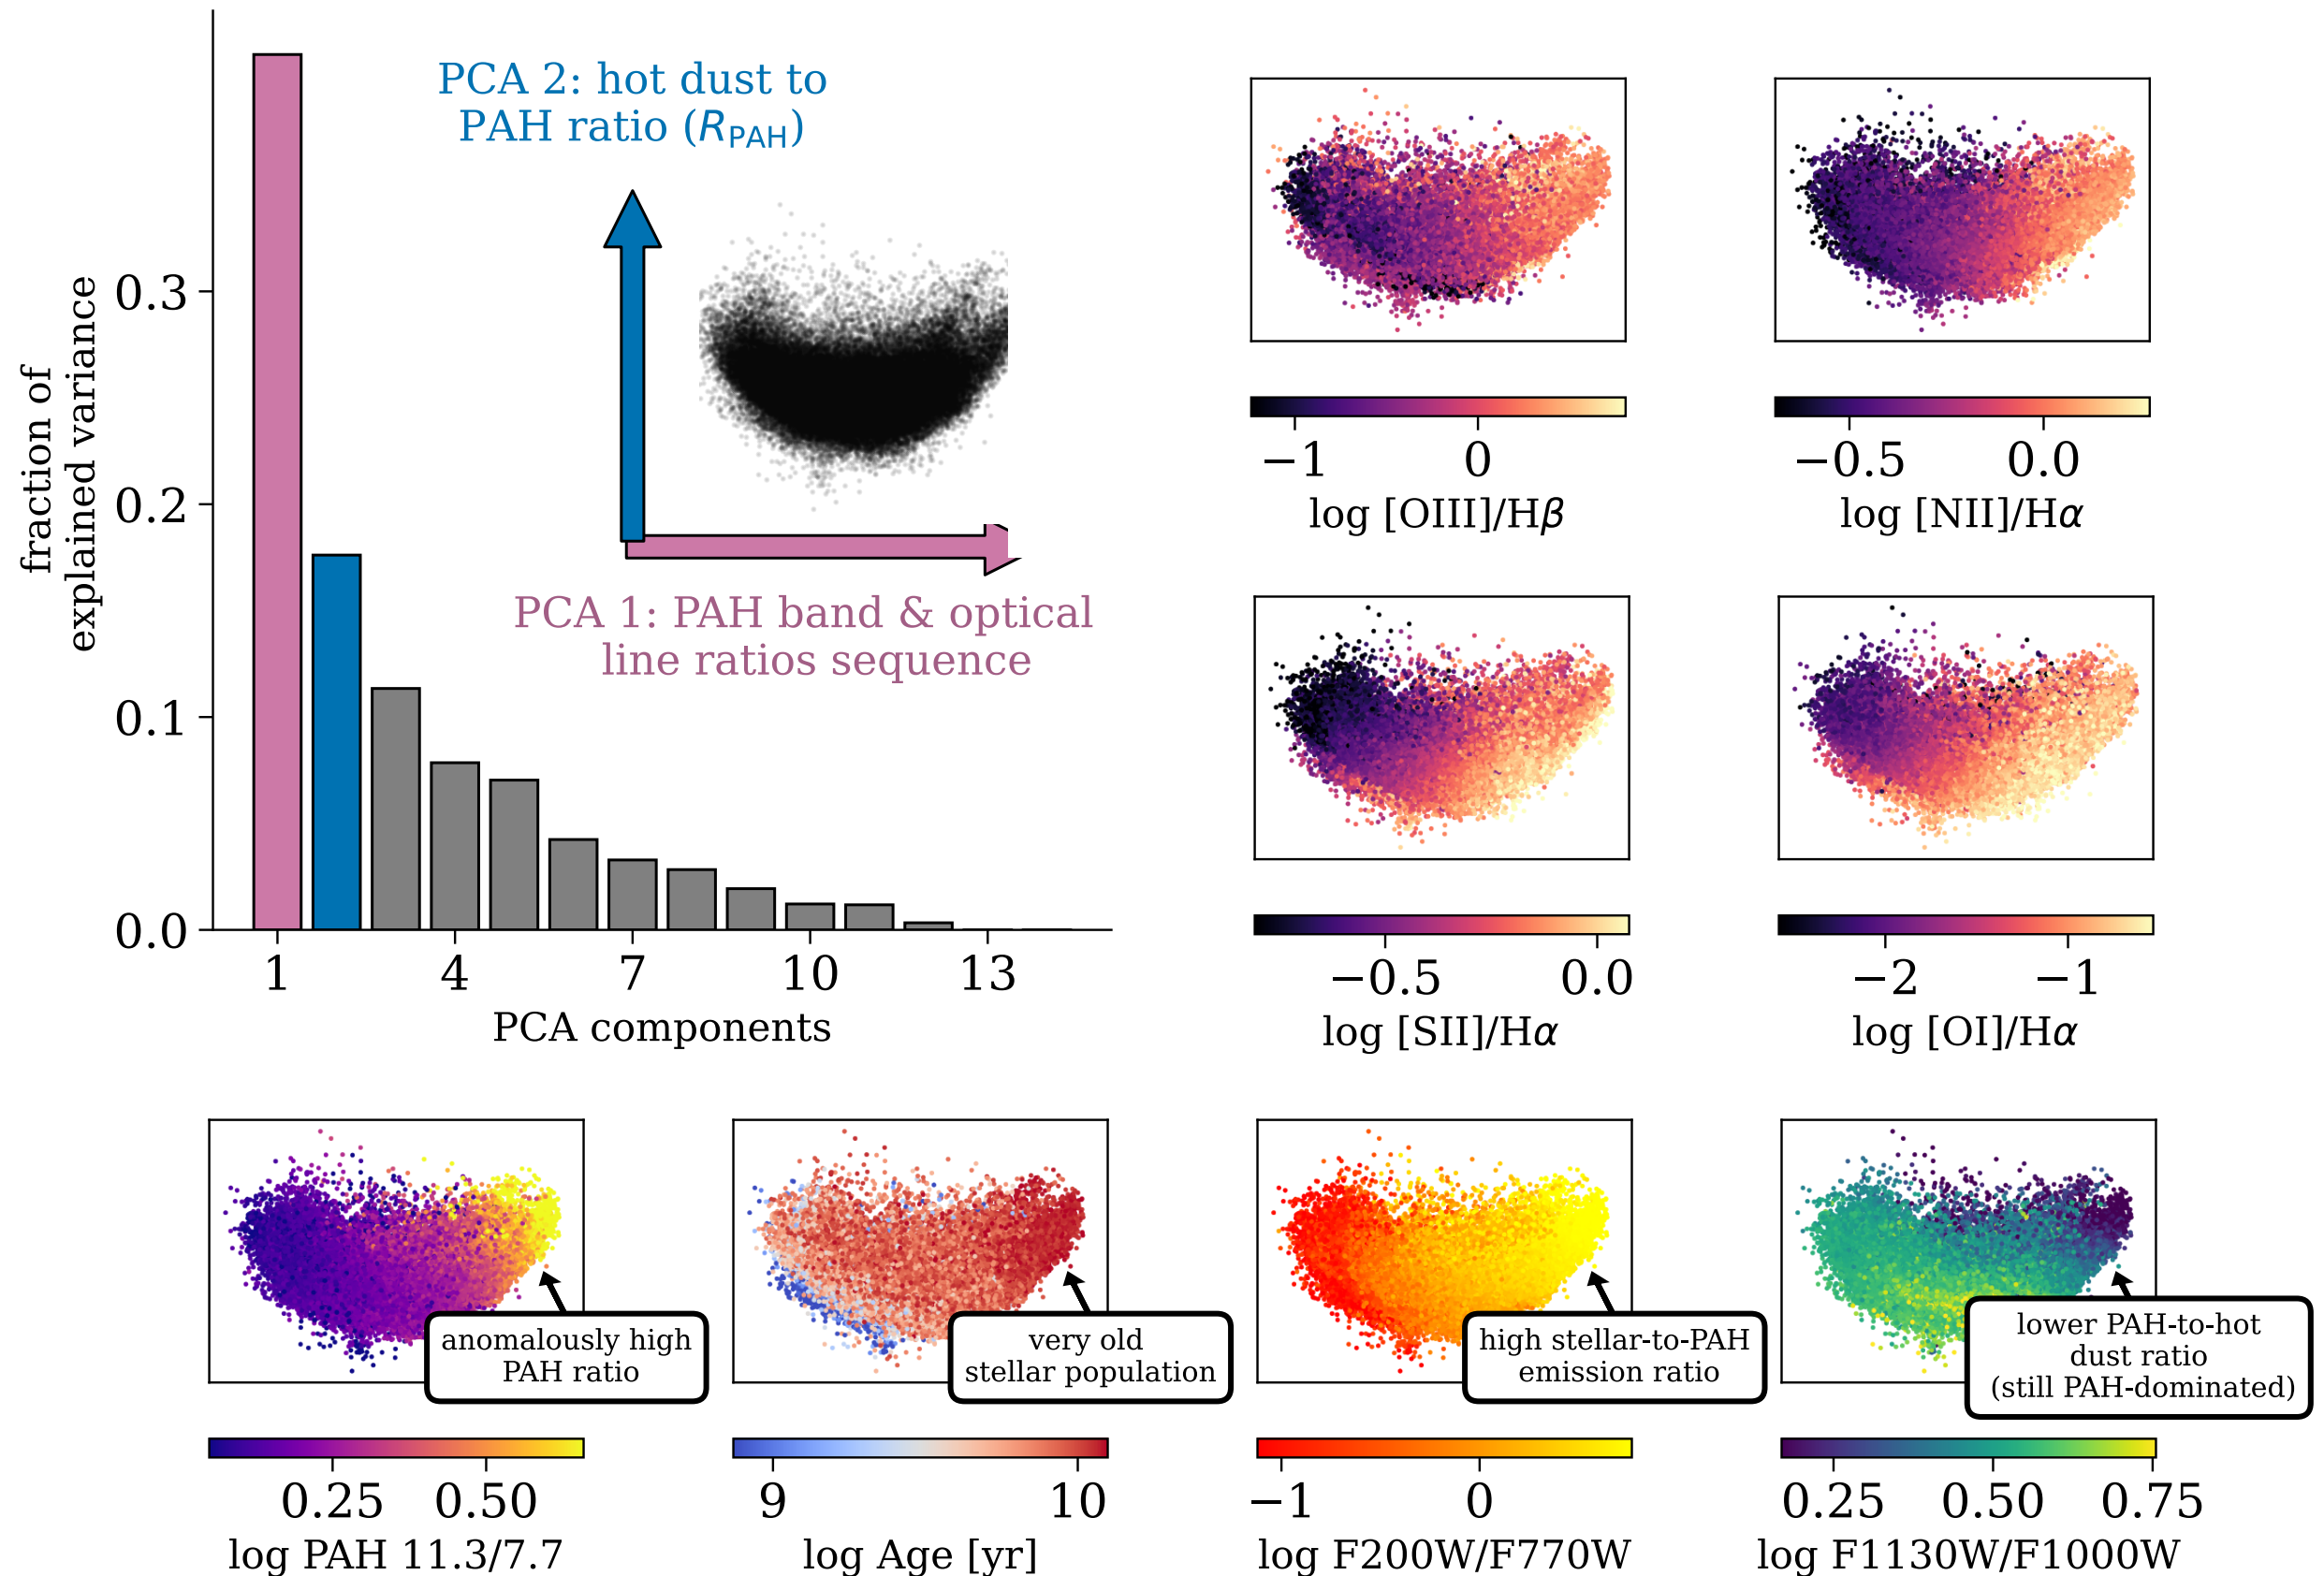 PCA 2: hot dust to
PAH ratio (R_PAH)
fraction of
explained variance
0.3
0.2
0.1
0.0
PCA 1: PAH band & optical
line ratios sequence
1 4 7 10 13
PCA components
−1 0
log [OIII]/Hβ
−0.5 0.0
log [NII]/Hα
−0.5 0.0
log [SII]/Hα
−2 −1
log [OI]/Hα
anomalously high
PAH ratio
0.25 0.50
log PAH 11.3/7.7
very old
stellar population
9 10
log Age [yr]
high stellar-to-PAH
emission ratio
−1 0
log F200W/F770W
lower PAH-to-hot
dust ratio
(still PAH-dominated)
0.25 0.50 0.75
log F1130W/F1000W